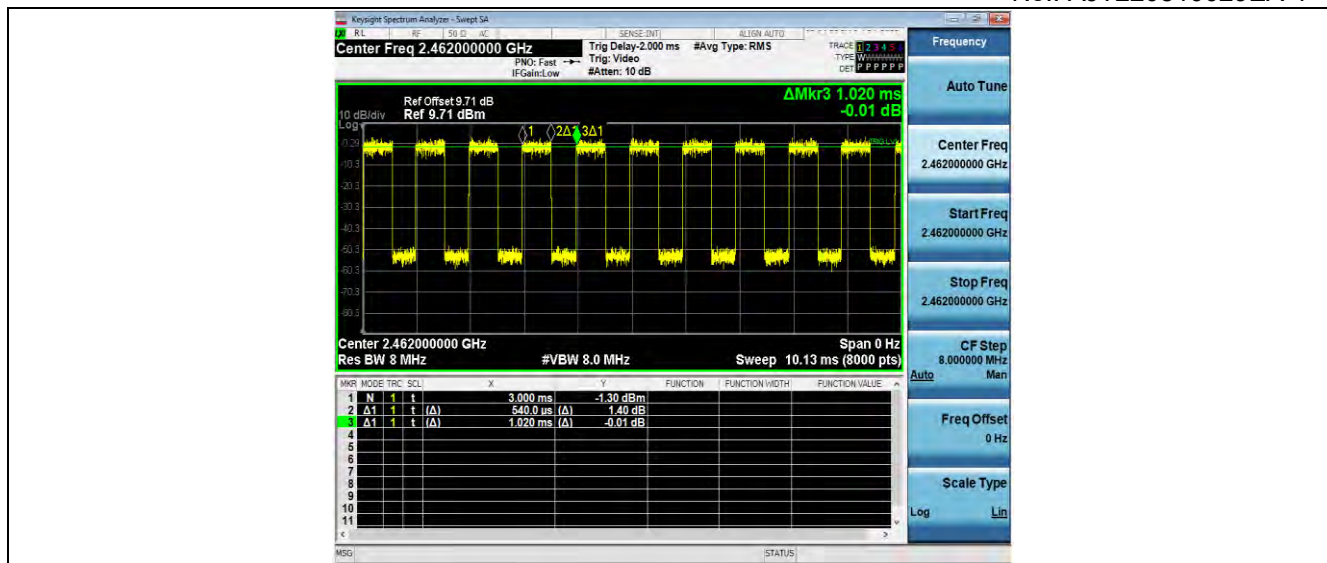 Keysight Spectrum Analyzer - Swept SA
RL RF 50 Ω AC SENSE:INT ALIGN AUTO
Center Freq 2.462000000 GHz
PNO: Fast
IFGain:Low
Trig Delay-2.000 ms
Trig: Video
#Atten: 10 dB
#Avg Type: RMS
TRACE 1 2 3 4 5
TYPE W
DET P P P P P P
Frequency
Auto Tune
Center Freq
2.462000000 GHz
Start Freq
2.462000000 GHz
Stop Freq
2.462000000 GHz
CF Step
8.000000 MHz
Auto Man
Freq Offset
0 Hz
Scale Type
Log Lin
ΔMkr3 1.020 ms
-0.01 dB
Ref Offset 9.71 dB
10 dB/div Ref 9.71 dBm
Log
1 2Δ1 3Δ1
-0.29
-10.3
-20.3
-30.3
-40.3
-50.3
-60.3
-70.3
-80.3
Center 2.462000000 GHz Span 0 Hz
Res BW 8 MHz #VBW 8.0 MHz Sweep 10.13 ms (8000 pts)
MKR MODE TRC SCL X Y FUNCTION FUNCTION WIDTH FUNCTION VALUE
1 N 1 t 3.000 ms -1.30 dBm
2 Δ1 1 t (Δ) 540.0 us (Δ) 1.40 dB
3 Δ1 1 t (Δ) 1.020 ms (Δ) -0.01 dB
4
5
6
7
8
9
10
11
MSG STATUS